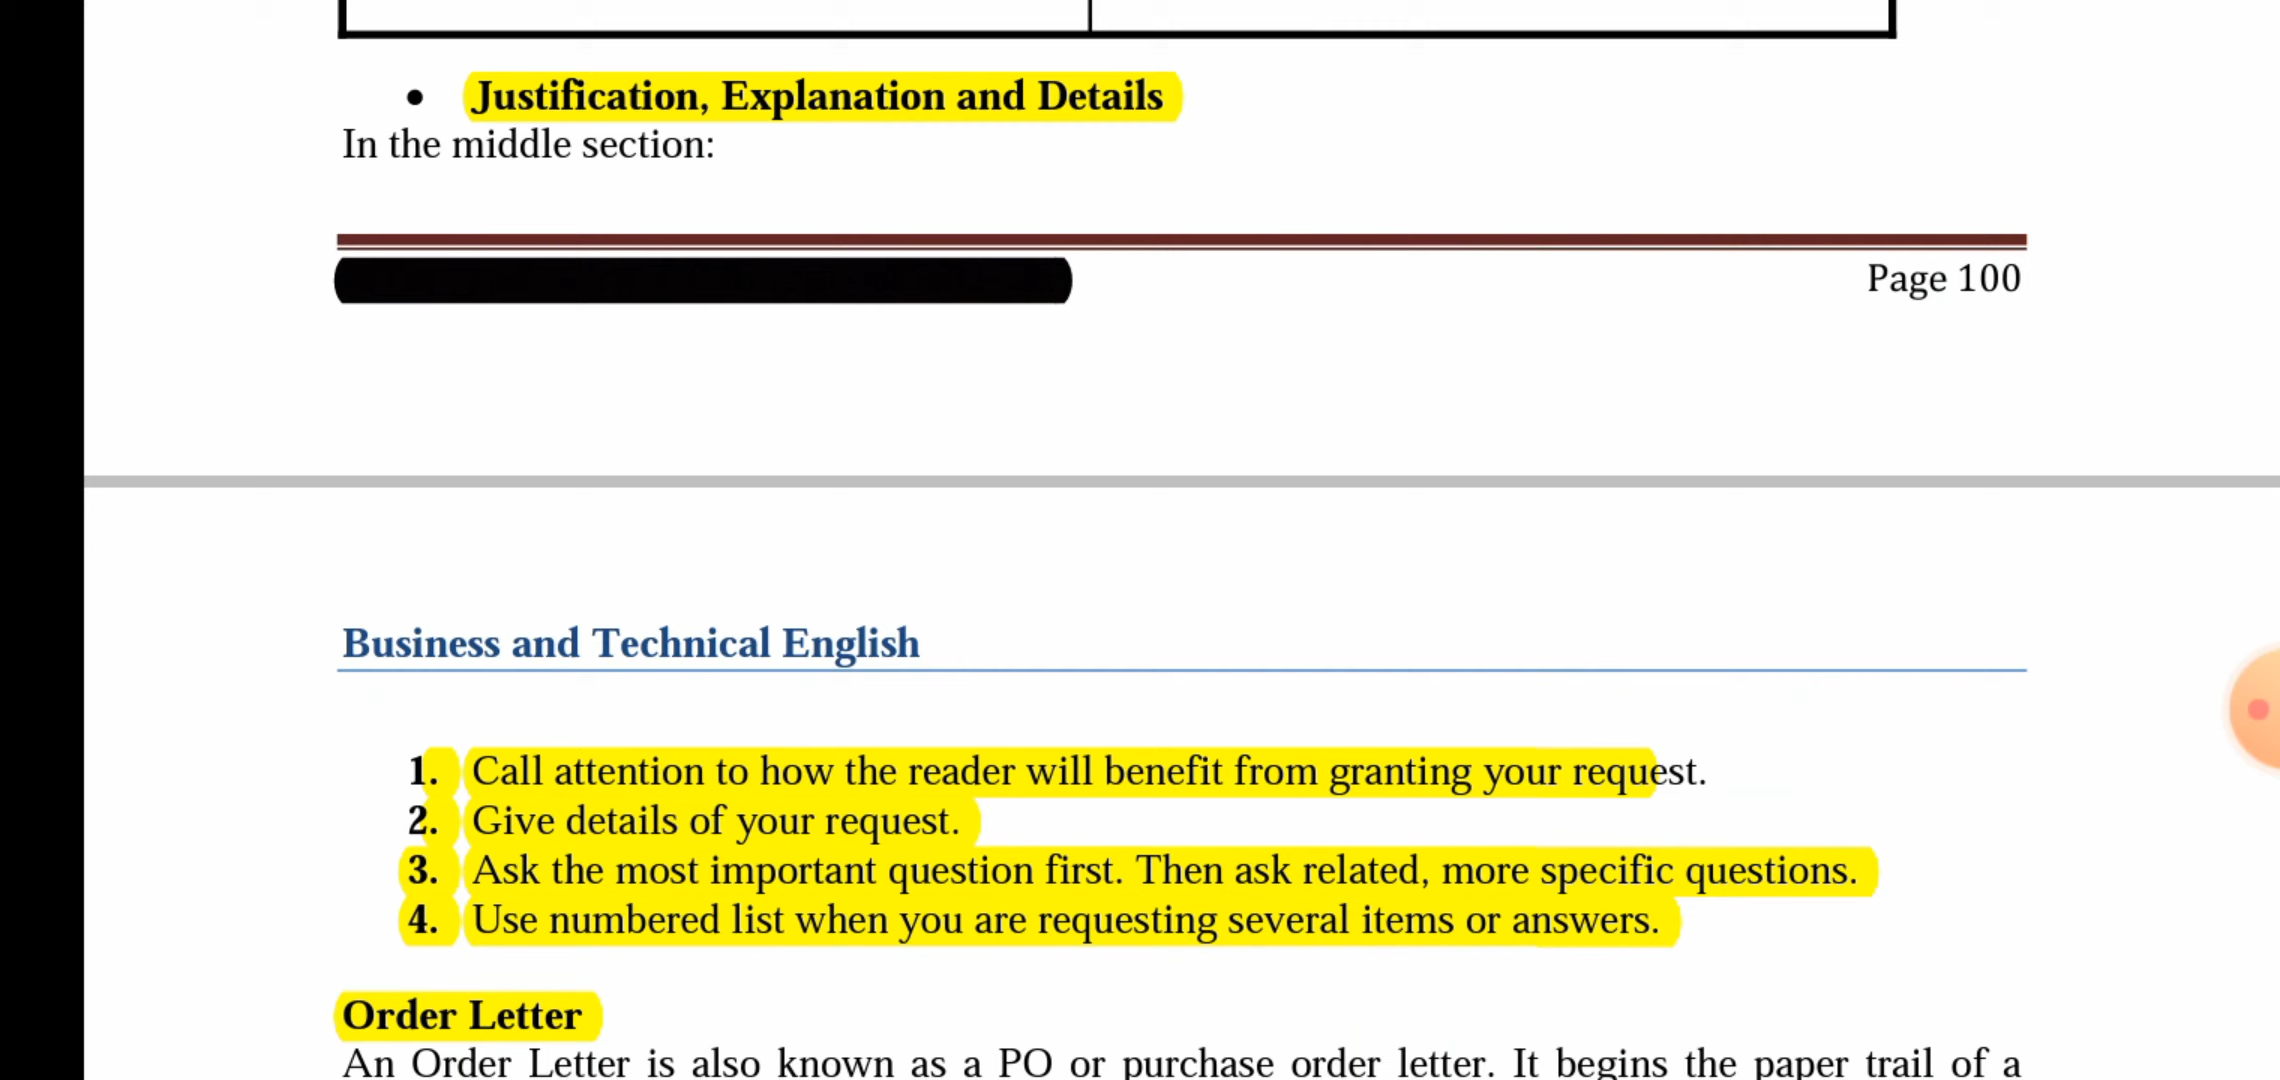 • Justification, Explanation and Details
In the middle section:
Page 100
Business and Technical English
1. Call attention to how the reader will benefit from granting your request.
2. Give details of your request.
3. Ask the most important question first. Then ask related, more specific questions.
4. Use numbered list when you are requesting several items or answers.
Order Letter
An Order Letter is also known as a PO or purchase order letter. It begins the paper trail of a